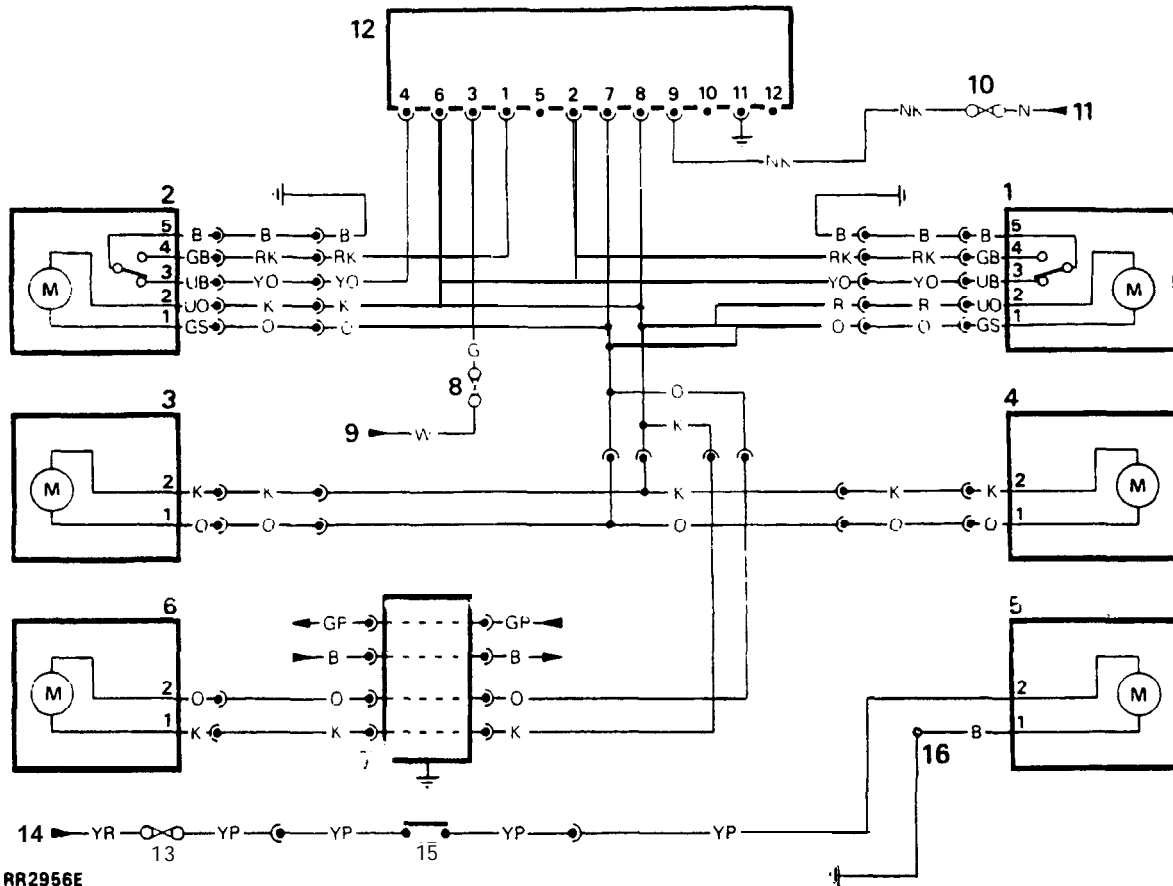 12
4 6 3 1 5 2 7 8 9 10 11 12
10
NK N 11
NK
2 1
5 B B B B B B 5
4 GB RK RK RK RK GB 4
3 UB YO YO YO YO UB 3
M M
2 UO K K R R UO 2
1 GS O O O O GS 1
G
8
3 O 4
9 W K
M M
2 K K K K K 2
1 O O O O O 1
6 5
GP GP
B B
M M
2 O O O 2
1 K K K B 1
7 16
14 YR YP YP YP YP
13 15
RR2956E